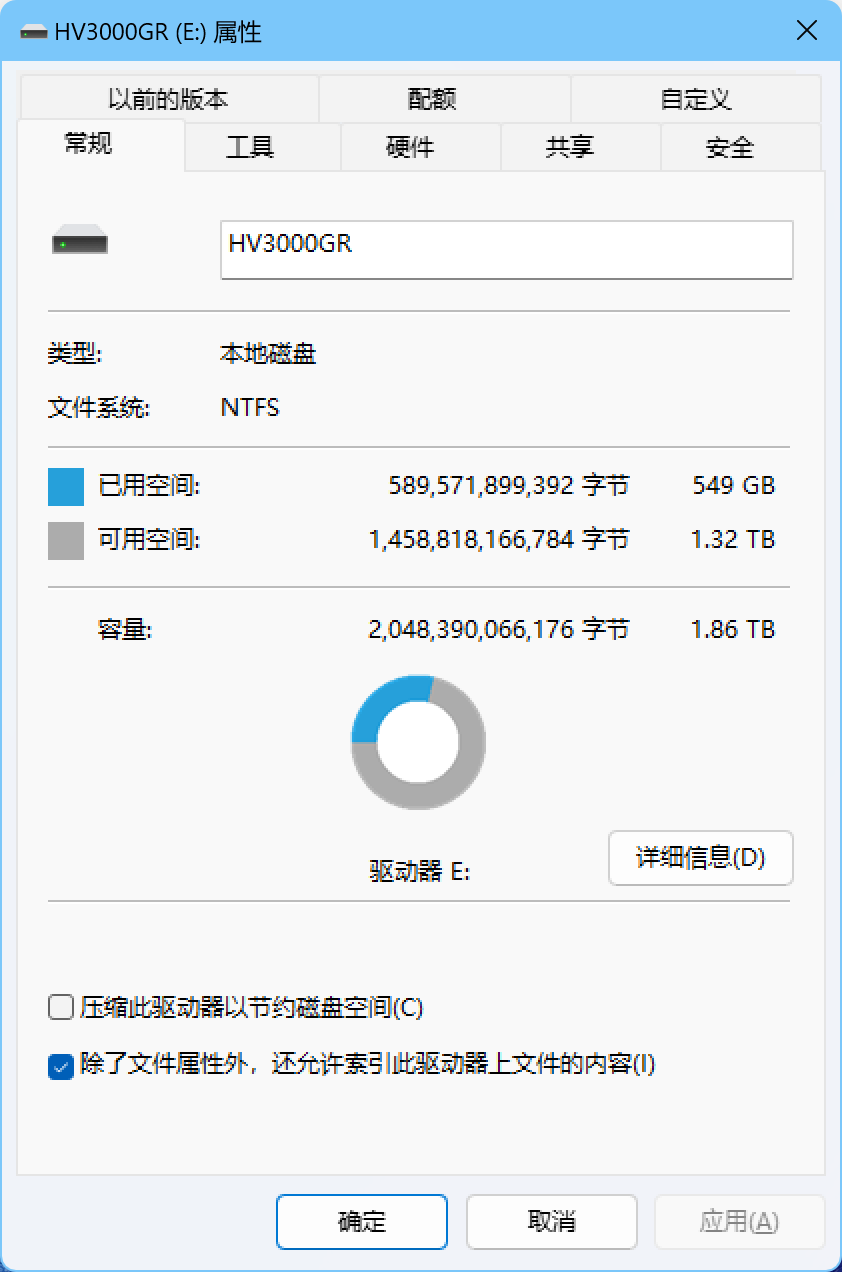 HV3000GR (E:) 属性
以前的版本 配额 自定义
常规 工具 硬件 共享 安全
HV3000GR
类型: 本地磁盘
文件系统: NTFS
已用空间: 589,571,899,392 字节 549 GB
可用空间: 1,458,818,166,784 字节 1.32 TB
容量: 2,048,390,066,176 字节 1.86 TB
驱动器 E:
详细信息(D)
压缩此驱动器以节约磁盘空间(C)
除了文件属性外，还允许索引此驱动器上文件的内容(I)
确定 取消 应用(A)